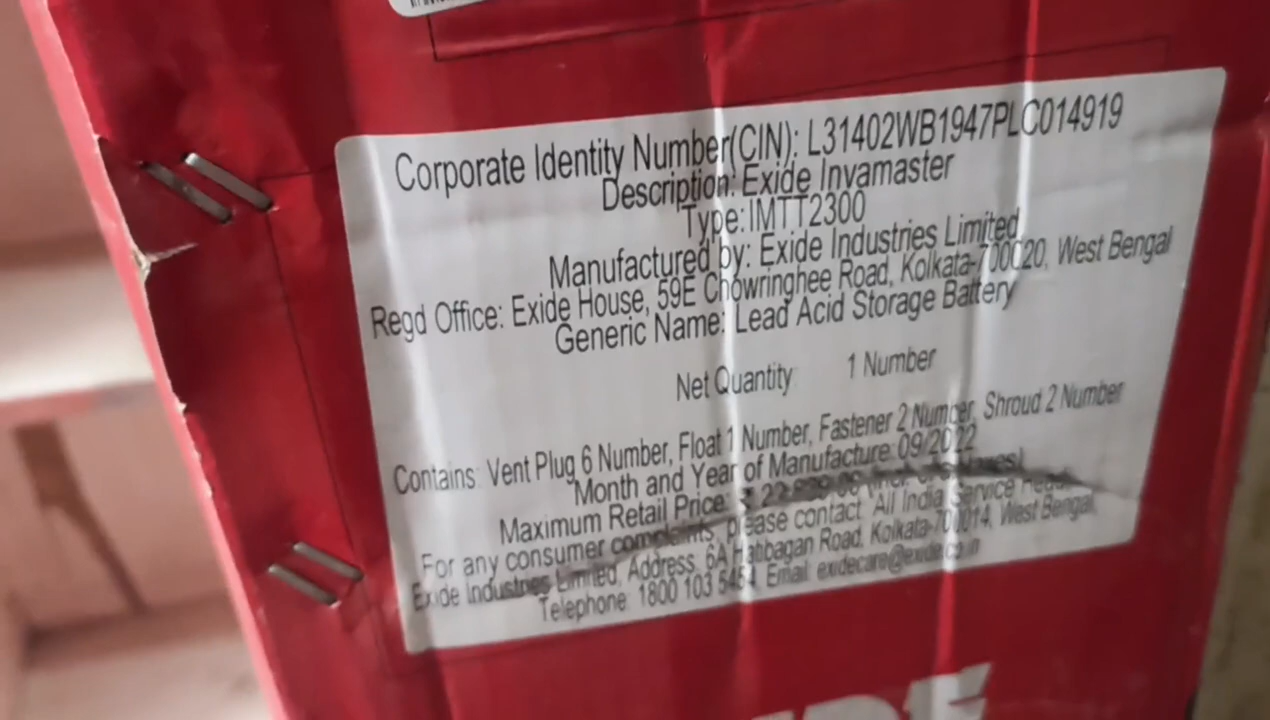 Corporate Identity Number(CIN): L31402WB1947PLC014919
Description: Exide Invamaster
Type: IMTT2300
Manufactured by: Exide Industries Limited
Regd Office: Exide House, 59E Chowringhee Road, Kolkata-700020, West Bengal
Generic Name: Lead Acid Storage Battery
Net Quantity 1 Number
Contains: Vent Plug 6 Number, Float 1 Number, Fastener 2 Number, Shroud 2 Number
Month and Year of Manufacture: 09/2022
Maximum Retail Price: ₹
For any consumer complaints, please contact All India Service Head,
Exide Industries Limited, Address 6A Hatibagan Road, Kolkata-700014, West Bengal,
Telephone: 1800 103 5454, Email: exidecare@exide.co.in